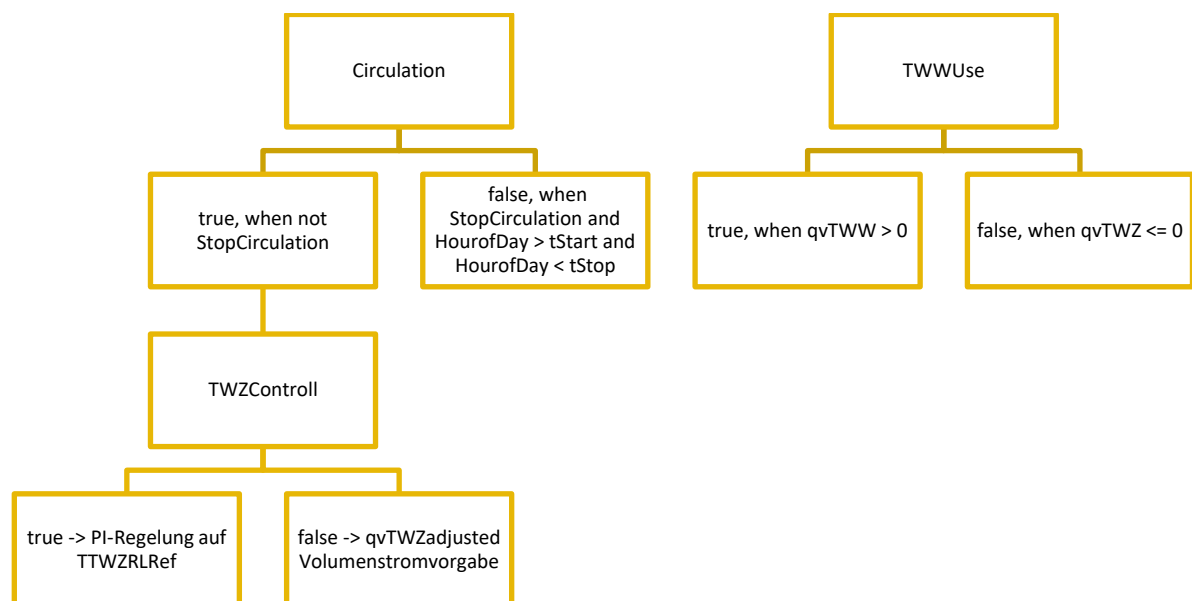 Circulation
TWWUse
true, when not
StopCirculation
false, when
StopCirculation and
HourofDay > tStart and
HourofDay < tStop
true, when qvTWW > 0
false, when qvTWZ <= 0
TWZControll
true -> PI-Regelung auf
TTWZRLRef
false -> qvTWZadjusted
Volumenstromvorgabe